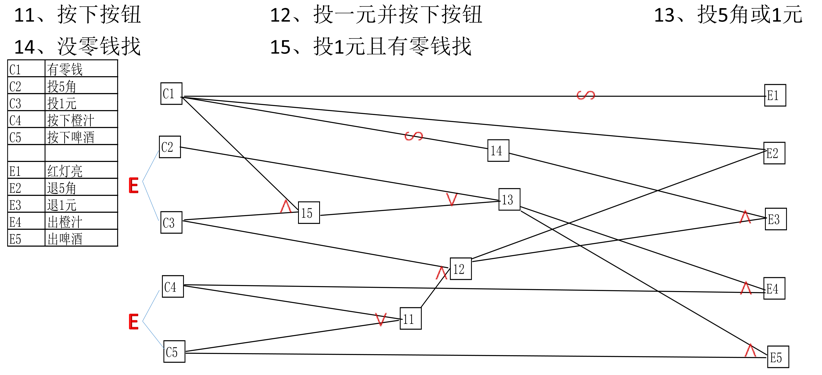 11、按下按钮 12、投一元并按下按钮 13、投5角或1元
14、没零钱找 15、投1元且有零钱找
C1 有零钱
C2 投5角
C3 投1元
C4 按下橙汁
C5 按下啤酒
E1 红灯亮
E2 退5角
E3 退1元
E4 出橙汁
E5 出啤酒
C1 S E1
C2 S 14 E2
E 13
C3 ∧ 15 ∨ ∧ E3
∧ 12
C4 ∧ E4
E ∨ 11
C5 ∧ E5